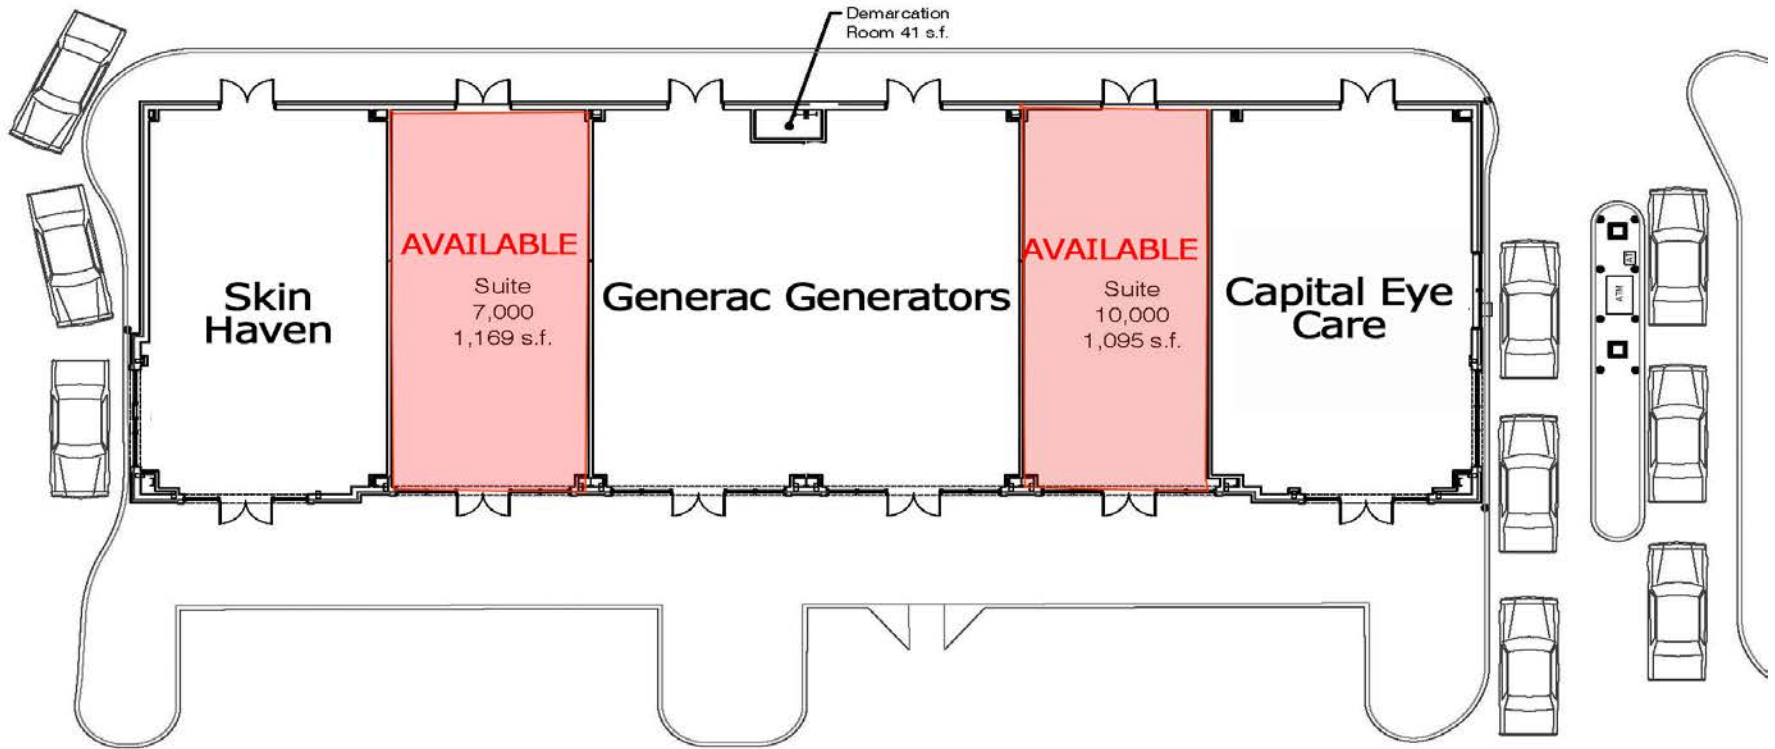 Demarcation
Room 41 s.f.
Skin
Haven
AVAILABLE
Suite
7,000
1,169 s.f.
Generac Generators
AVAILABLE
Suite
10,000
1,095 s.f.
Capital Eye
Care
ATM